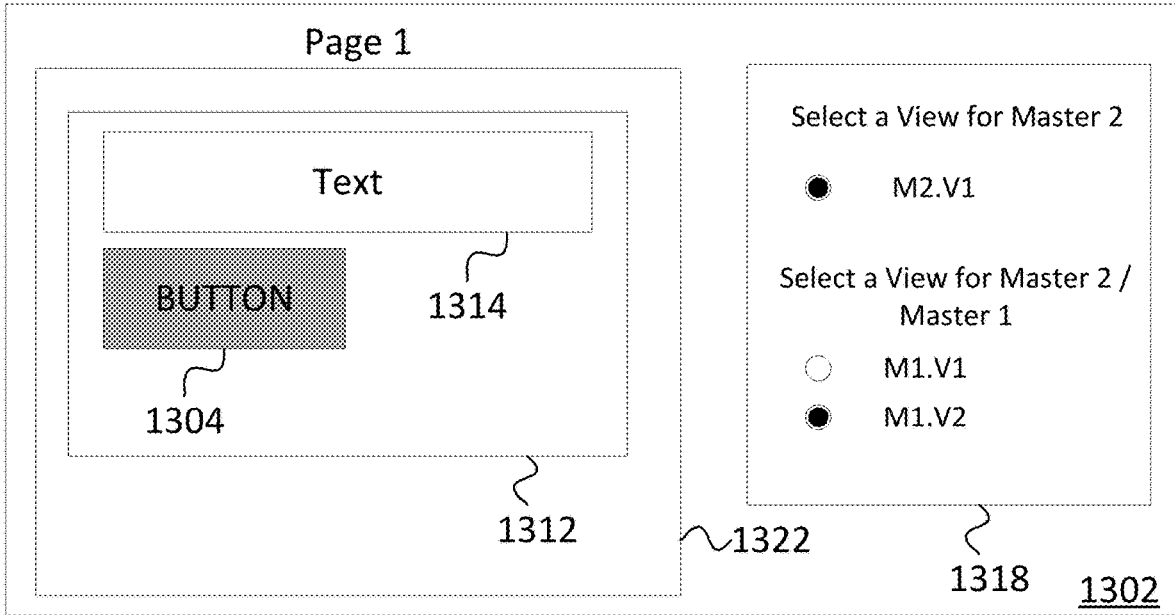 Page 1
Text
BUTTON
1314
1304
1312
1322
Select a View for Master 2
M2.V1
Select a View for Master 2 /
Master 1
M1.V1
M1.V2
1318
1302